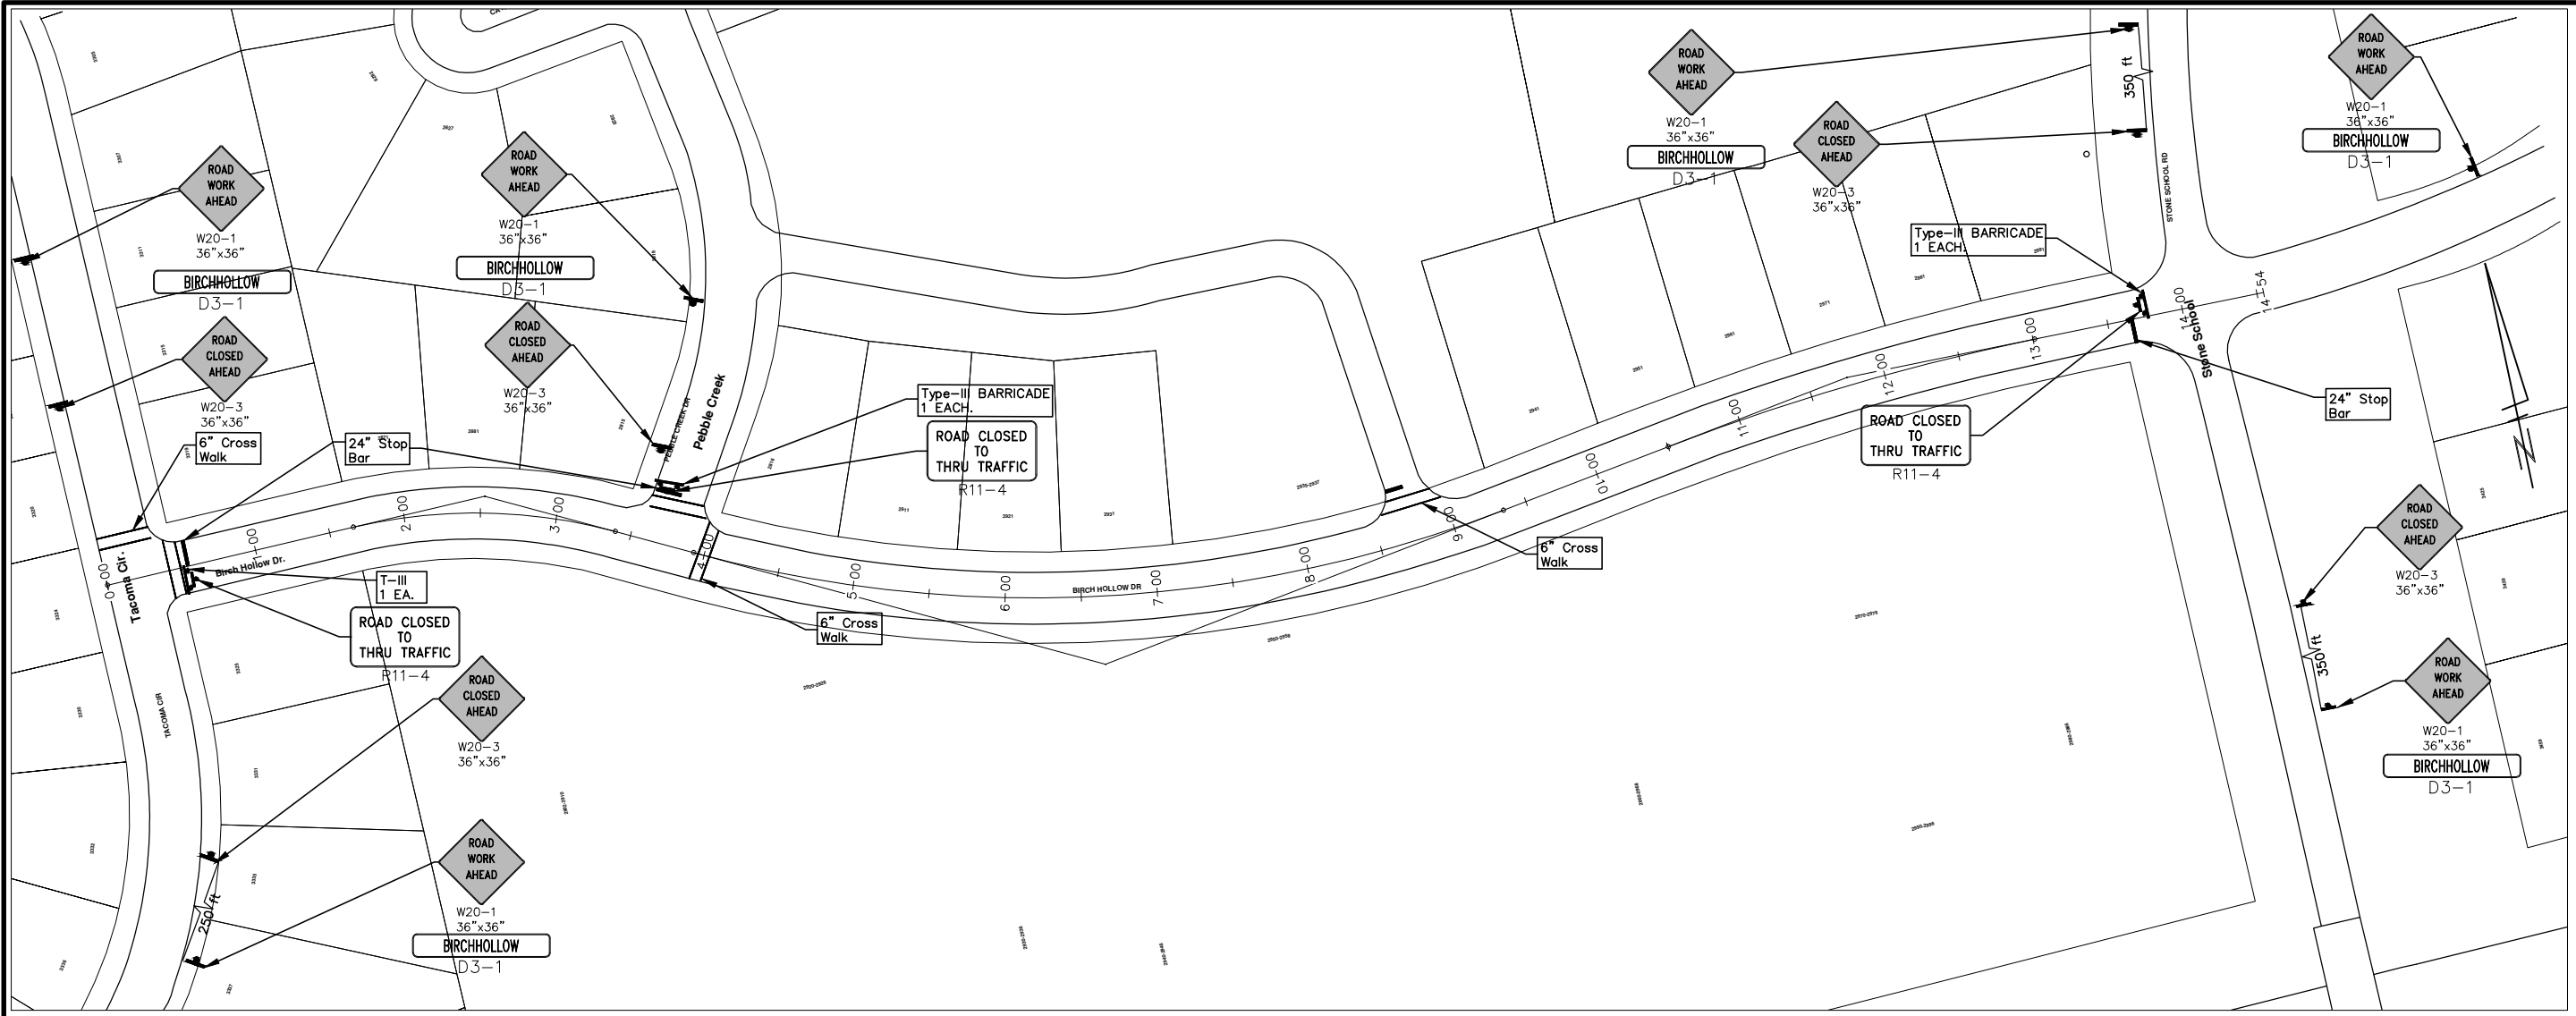 ROAD
WORK
AHEAD
W20-1
36"x36"
BIRCHHOLLOW
D3-1
ROAD
CLOSED
AHEAD
W20-3
36"x36"
6" Cross
Walk
24" Stop
Bar
ROAD
WORK
AHEAD
W20-1
36"x36"
BIRCHHOLLOW
D3-1
ROAD
CLOSED
AHEAD
W20-3
36"x36"
PEBBLE CREEK DR
Pebble Creek
Type-III BARRICADE
1 EACH.
ROAD CLOSED
TO
THRU TRAFFIC
R11-4
ROAD
WORK
AHEAD
W20-1
36"x36"
BIRCHHOLLOW
D3-1
ROAD
CLOSED
AHEAD
W20-3
36"x36"
350 ft
STONE SCHOOL RD
Type-III BARRICADE
1 EACH.
ROAD
WORK
AHEAD
W20-1
36"x36"
BIRCHHOLLOW
D3-1
Stone School
24" Stop
Bar
ROAD CLOSED
TO
THRU TRAFFIC
R11-4
0+00
1+00
2+00
3+00
4+00
5+00
6+00
7+00
8+00
9+00
10+00
11+00
12+00
13+00
14+00
14+54
Tacoma Cir.
Birch Hollow Dr.
BIRCH HOLLOW DR
T-III
1 EA.
ROAD CLOSED
TO
THRU TRAFFIC
R11-4
6" Cross
Walk
6" Cross
Walk
TACOMA CIR
ROAD
CLOSED
AHEAD
W20-3
36"x36"
250 ft
ROAD
WORK
AHEAD
W20-1
36"x36"
BIRCHHOLLOW
D3-1
ROAD
CLOSED
AHEAD
W20-3
36"x36"
350 ft
ROAD
WORK
AHEAD
W20-1
36"x36"
BIRCHHOLLOW
D3-1
N